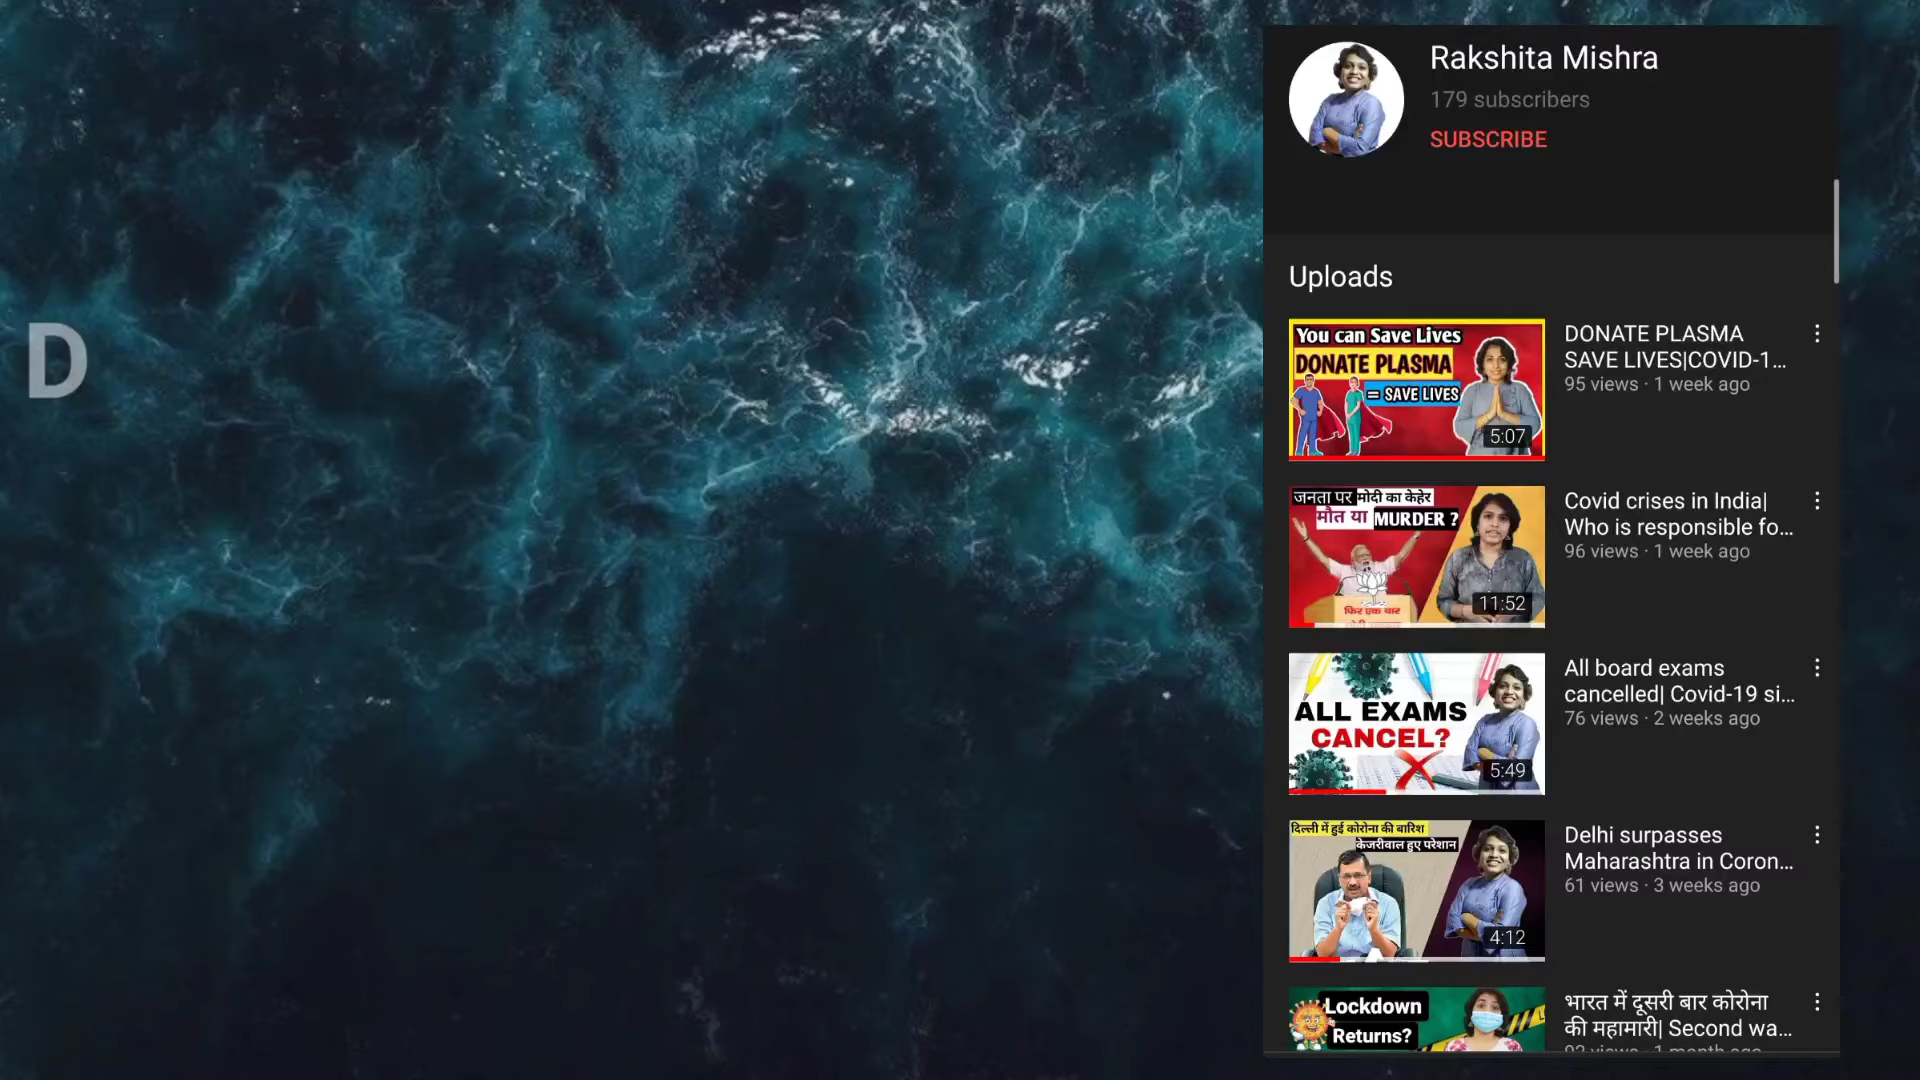 D
Rakshita Mishra
179 subscribers
SUBSCRIBE
Uploads
You can Save Lives
DONATE PLASMA
= SAVE LIVES
5:07
DONATE PLASMA
SAVE LIVES|COVID-1...
95 views · 1 week ago
जनता पर मोदी का केहेर
मौत या MURDER ?
फिर एक बार
11:52
Covid crises in India|
Who is responsible fo...
96 views · 1 week ago
ALL EXAMS
CANCEL?
5:49
All board exams
cancelled| Covid-19 si...
76 views · 2 weeks ago
दिल्ली में हुई कोरोना की बारिश
केजरीवाल हुए परेशान
4:12
Delhi surpasses
Maharashtra in Coron...
61 views · 3 weeks ago
Lockdown
Returns?
भारत में दूसरी बार कोरोना
की महामारी| Second wa...